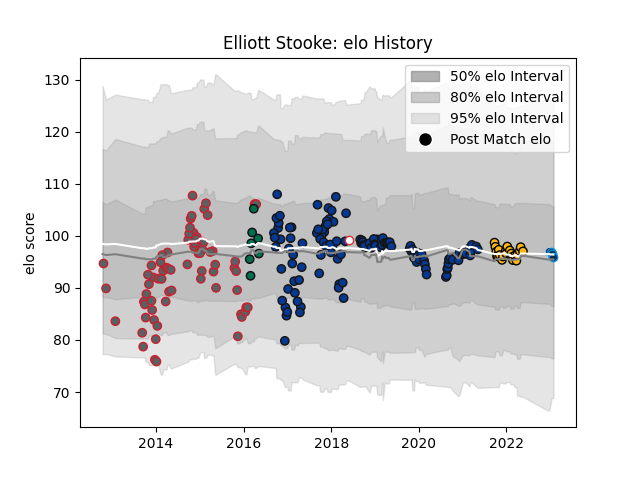 Elliott Stooke: elo History
50% elo Interval
80% elo Interval
95% elo Interval
Post Match elo
elo score
130
120
110
100
90
80
70
2014
2016
2018
2020
2022